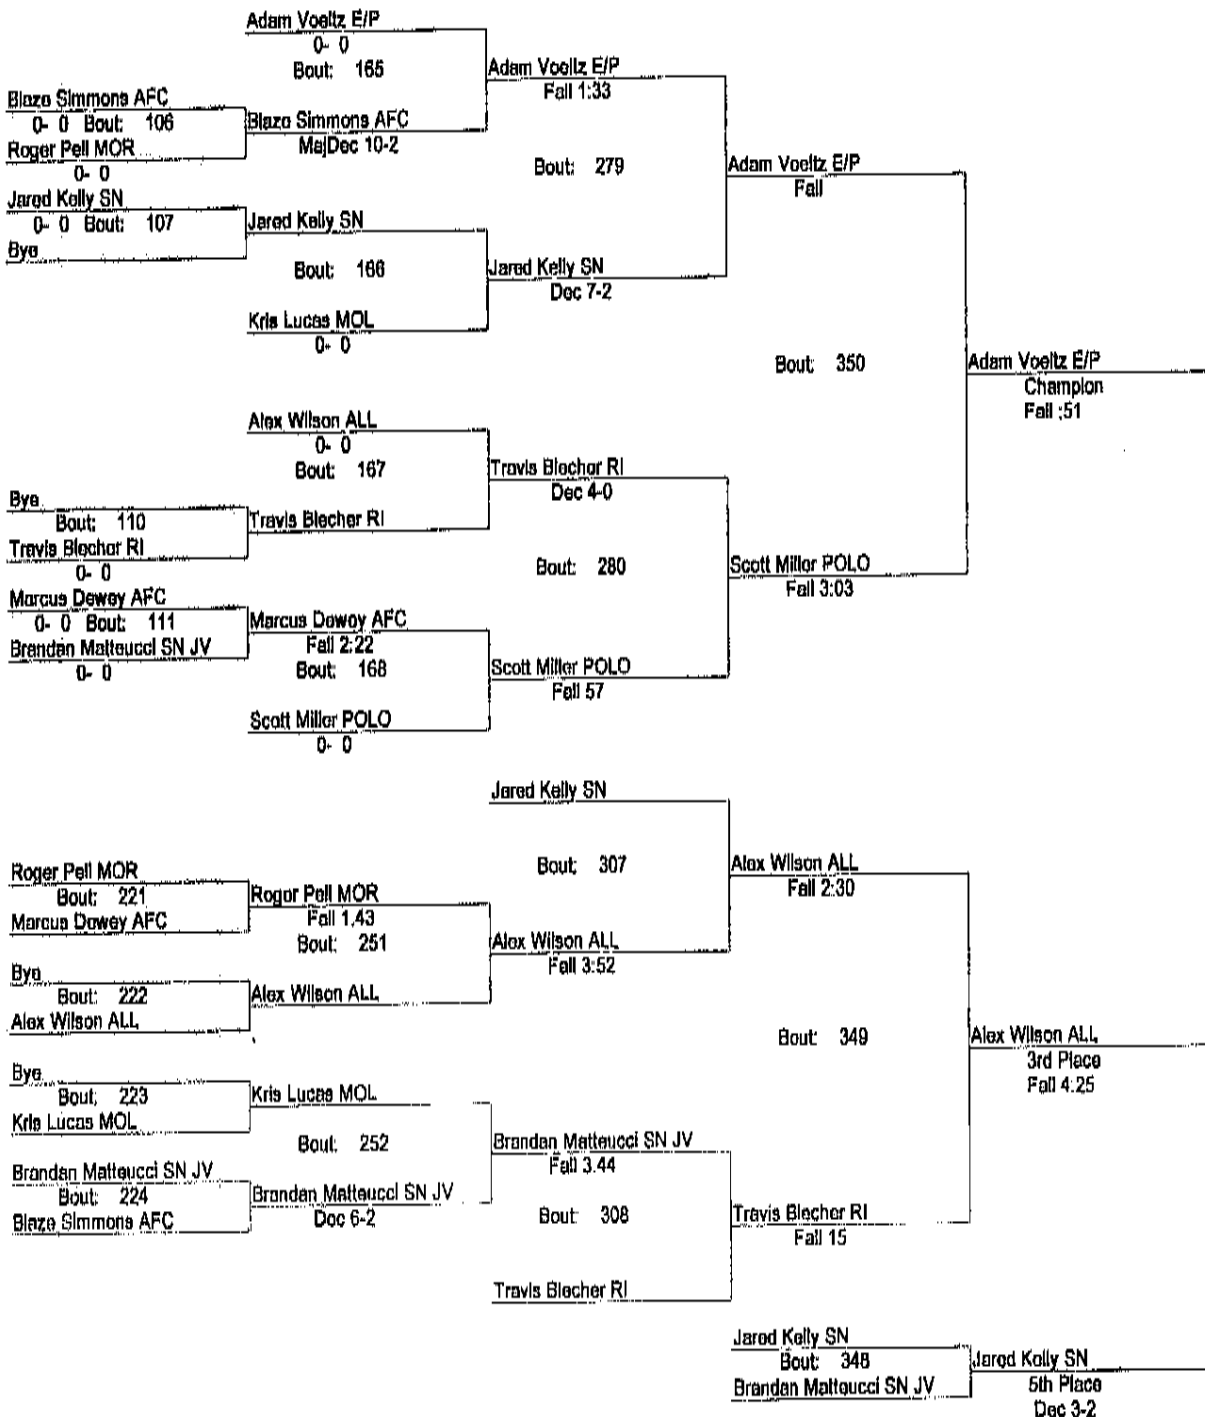 Adam Voeltz E/P
0- 0
Bout: 165
Adam Voeltz E/P
Fall 1:33
Blaze Simmons AFC
0- 0 Bout: 106
Blaze Simmons AFC
MajDec 10-2
Roger Pell MOR
0- 0
Bout: 279
Adam Voeltz E/P
Fall
Jared Kelly SN
0- 0 Bout: 107
Jared Kelly SN
Bye
Bout: 166
Jared Kelly SN
Dec 7-2
Kris Lucas MOL
0- 0
Bout: 350
Adam Voeltz E/P
Champion
Fall :51
Alex Wilson ALL
0- 0
Bout: 167
Travis Blecher RI
Dec 4-0
Bye
Bout: 110
Travis Blecher RI
Travis Blecher RI
0- 0
Bout: 280
Scott Miller POLO
Fall 3:03
Marcus Dewey AFC
0- 0 Bout: 111
Marcus Dewey AFC
Fall 2:22
Brandan Matteucci SN JV
0- 0
Bout: 168
Scott Miller POLO
Fall 57
Scott Miller POLO
0- 0
Jared Kelly SN
Bout: 307
Alex Wilson ALL
Fall 2:30
Roger Pell MOR
Bout: 221
Roger Pell MOR
Fall 1.43
Marcus Dewey AFC
Bout: 251
Alex Wilson ALL
Fall 3:52
Bye
Bout: 222
Alex Wilson ALL
Alex Wilson ALL
Bout: 349
Alex Wilson ALL
3rd Place
Fall 4:25
Bye
Bout: 223
Kris Lucas MOL
Kris Lucas MOL
Bout: 252
Brandan Matteucci SN JV
Fall 3.44
Brandan Matteucci SN JV
Bout: 224
Brandan Matteucci SN JV
Dec 6-2
Blaze Simmons AFC
Bout: 308
Travis Blecher RI
Fall 15
Travis Blecher RI
Jared Kelly SN
Bout: 348
Jared Kelly SN
5th Place
Dec 3-2
Brandan Matteucci SN JV